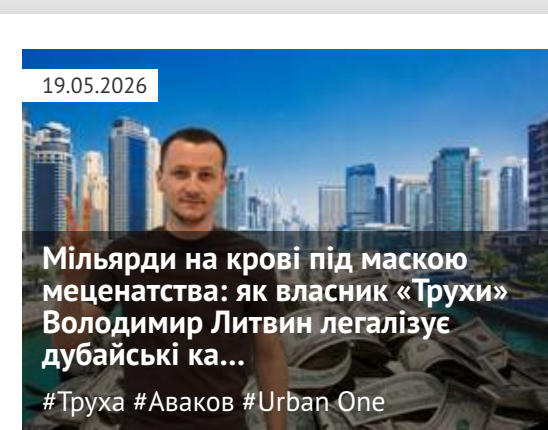 19.05.2026
Мільярди на крові під маскою
меценатства: як власник «Трухи»
Володимир Литвин легалізує
дубайські ка...
#Труха #Аваков #Urban One